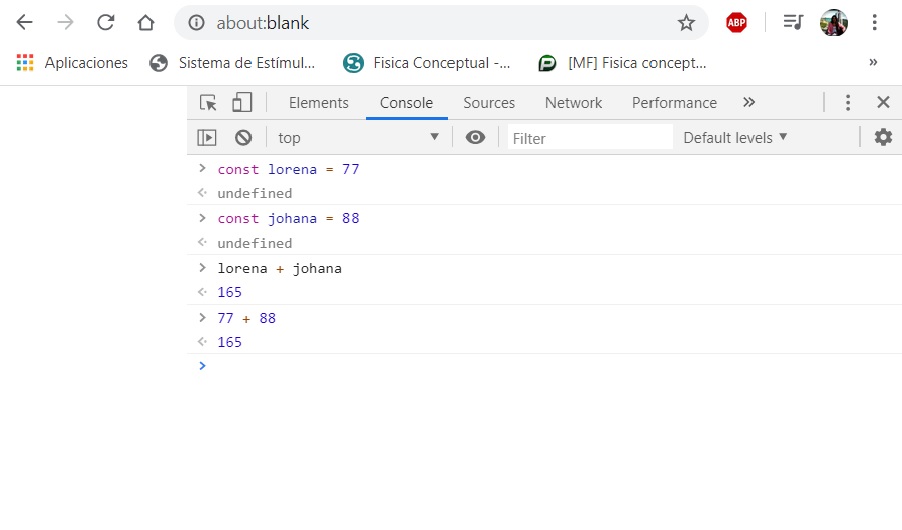 about:blank
ABP
Aplicaciones Sistema de Estímul... Fisica Conceptual -... [MF] Fisica concept... »
Elements Console Sources Network Performance »
top Filter Default levels
> const lorena = 77
undefined
> const johana = 88
undefined
> lorena + johana
165
> 77 + 88
165
>